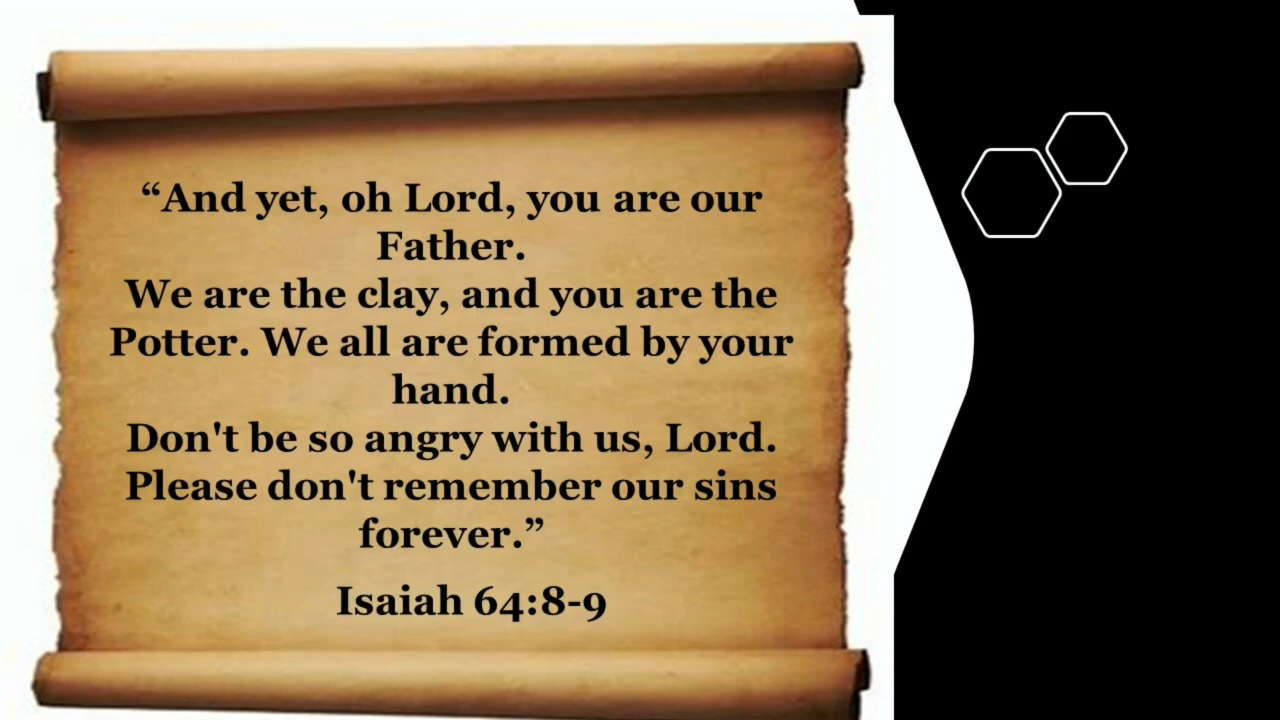 “And yet, oh Lord, you are our
Father.
We are the clay, and you are the
Potter. We all are formed by your
hand.
Don't be so angry with us, Lord.
Please don't remember our sins
forever.”
Isaiah 64:8-9